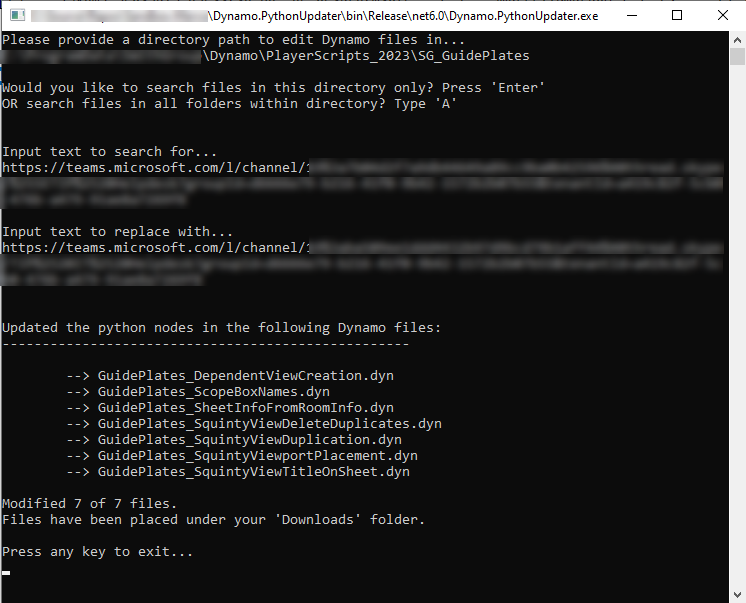 \Dynamo.PythonUpdater\bin\Release\net6.0\Dynamo.PythonUpdater.exe
Please provide a directory path to edit Dynamo files in...
\Dynamo\PlayerScripts_2023\SG_GuidePlates
Would you like to search files in this directory only? Press 'Enter'
OR search files in all folders within directory? Type 'A'
Input text to search for...
https://teams.microsoft.com/l/channel/1
Input text to replace with...
https://teams.microsoft.com/l/channel/1
Updated the python nodes in the following Dynamo files:
---------------------------------------------------
--> GuidePlates_DependentViewCreation.dyn
--> GuidePlates_ScopeBoxNames.dyn
--> GuidePlates_SheetInfoFromRoomInfo.dyn
--> GuidePlates_SquintyViewDeleteDuplicates.dyn
--> GuidePlates_SquintyViewDuplication.dyn
--> GuidePlates_SquintyViewportPlacement.dyn
--> GuidePlates_SquintyViewTitleOnSheet.dyn
Modified 7 of 7 files.
Files have been placed under your 'Downloads' folder.
Press any key to exit...